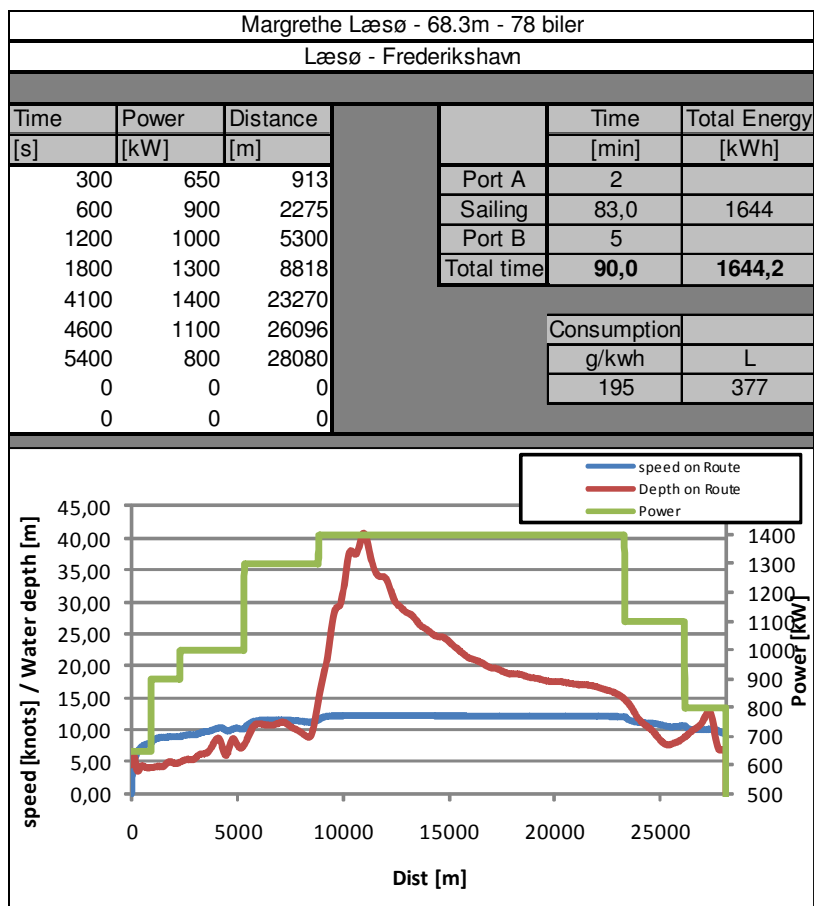 Margrethe Læsø - 68.3m - 78 biler
Læsø - Frederikshavn
Time Power Distance Time Total Energy
[s] [kW] [m] [min] [kWh]
300 650 913 Port A 2
600 900 2275 Sailing 83,0 1644
1200 1000 5300 Port B 5
1800 1300 8818 Total time 90,0 1644,2
4100 1400 23270
4600 1100 26096 Consumption
5400 800 28080 g/kwh L
0 0 0 195 377
0 0 0
speed on Route
Depth on Route
Power
speed [knots] / Water depth [m]
45,00
40,00
35,00
30,00
25,00
20,00
15,00
10,00
5,00
0,00
1400
1300
1200
1100
1000
900
800
700
600
500
Power [kW]
0 5000 10000 15000 20000 25000
Dist [m]